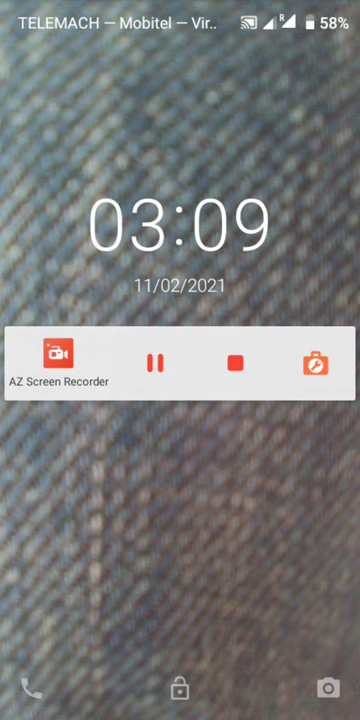 TELEMACH — Mobitel — Vir..
R
58%
03:09
11/02/2021
AZ Screen Recorder